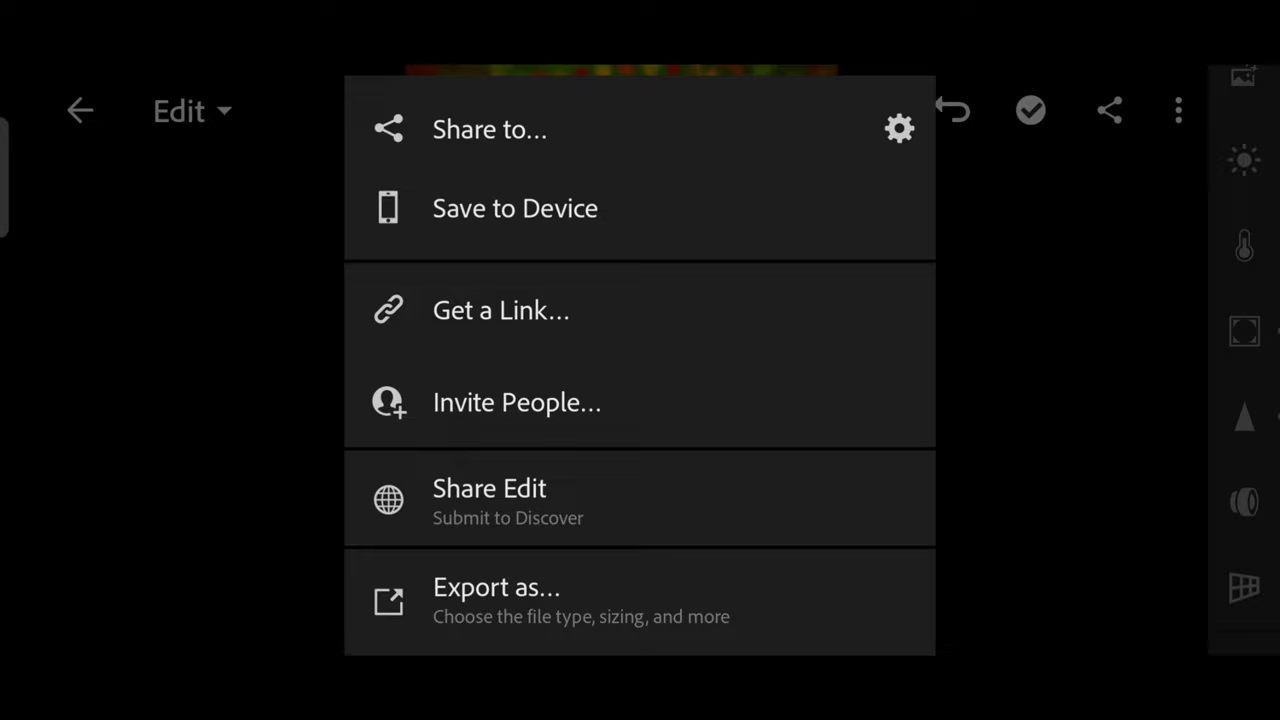 Edit
Share to...
Save to Device
Get a Link...
Invite People...
Share Edit
Submit to Discover
Export as...
Choose the file type, sizing, and more